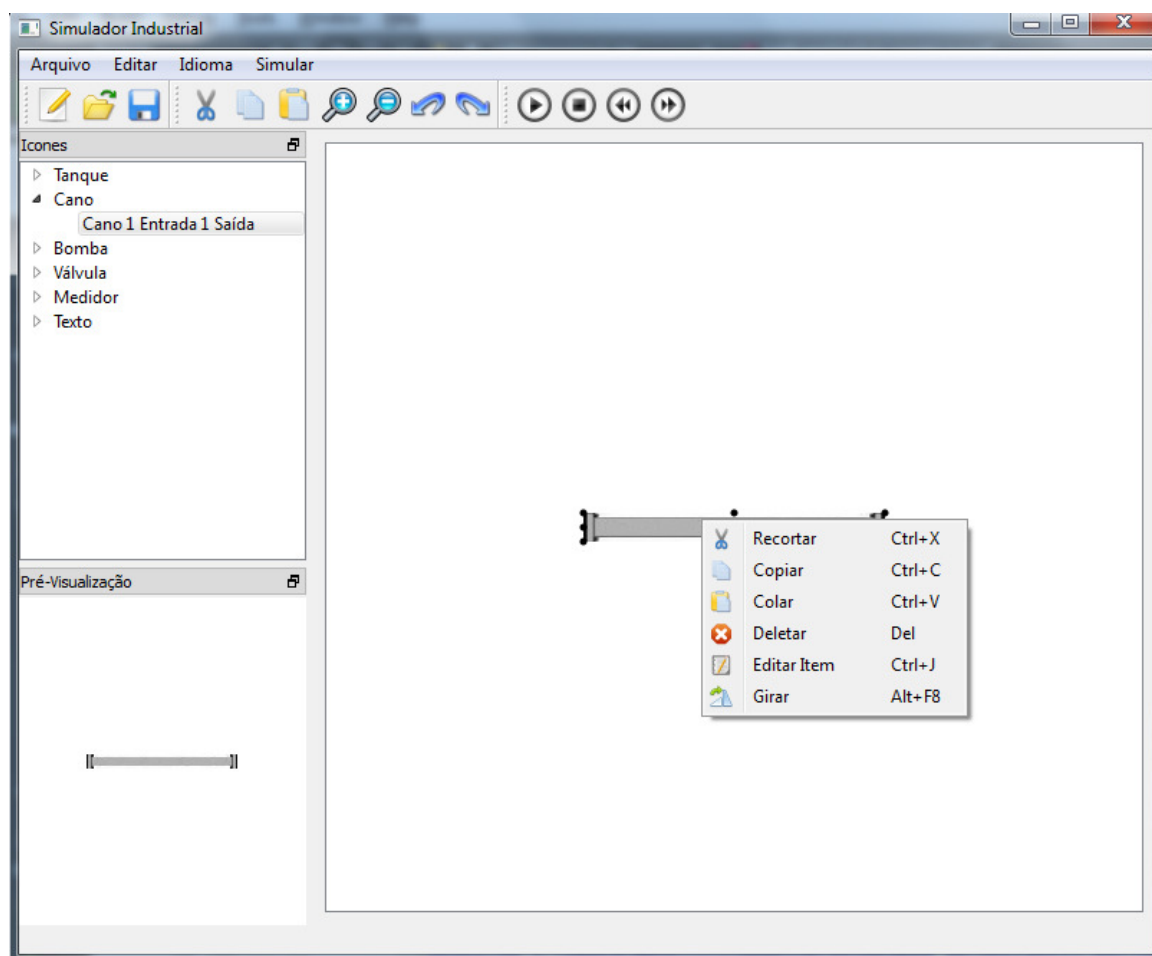 Simulador Industrial
Arquivo Editar Idioma Simular
Icones
Tanque
Cano
Cano 1 Entrada 1 Saída
Bomba
Válvula
Medidor
Texto
Pré-Visualização
Recortar Ctrl+X
Copiar Ctrl+C
Colar Ctrl+V
Deletar Del
Editar Item Ctrl+J
Girar Alt+F8